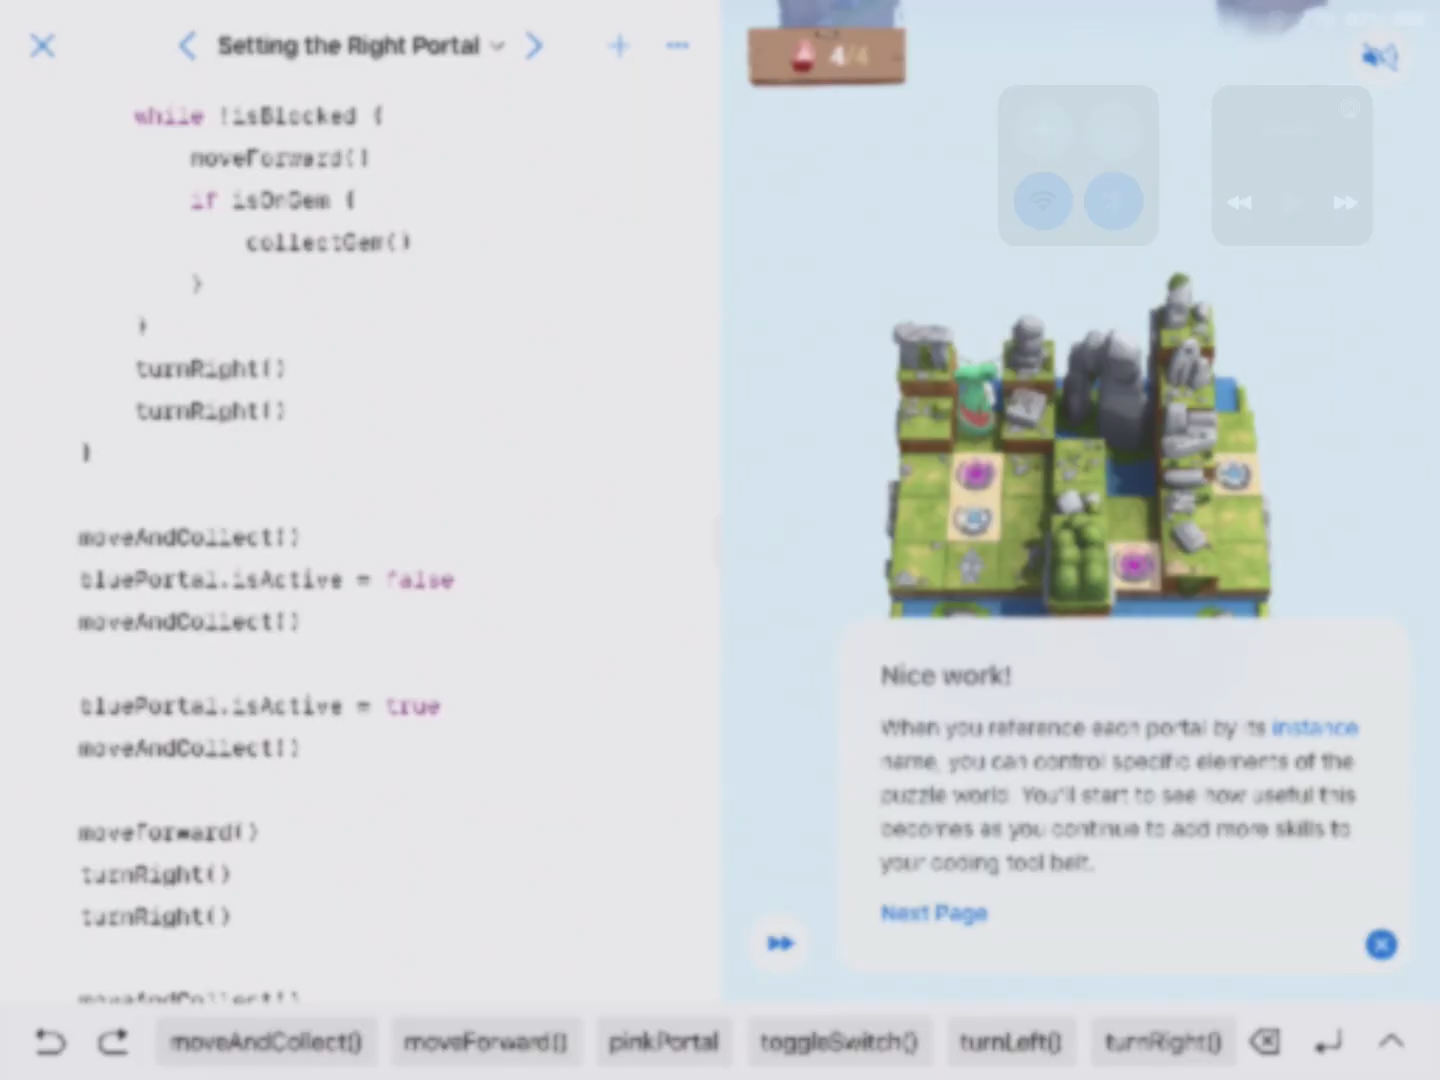 Setting the Right Portal
4/4
while !isBlocked {
moveForward()
if isOnGem {
collectGem()
}
}
turnRight()
turnRight()
}
moveAndCollect()
bluePortal.isActive = false
moveAndCollect()
bluePortal.isActive = true
moveAndCollect()
moveForward()
turnRight()
turnRight()
moveAndCollect()
Nice work!
When you reference each portal by its instance
name, you can control specific elements of the
puzzle world. You'll start to see how useful this
becomes as you continue to add more skills to
your coding tool belt.
Next Page
moveAndCollect() moveForward() pinkPortal toggleSwitch() turnLeft() turnRight()